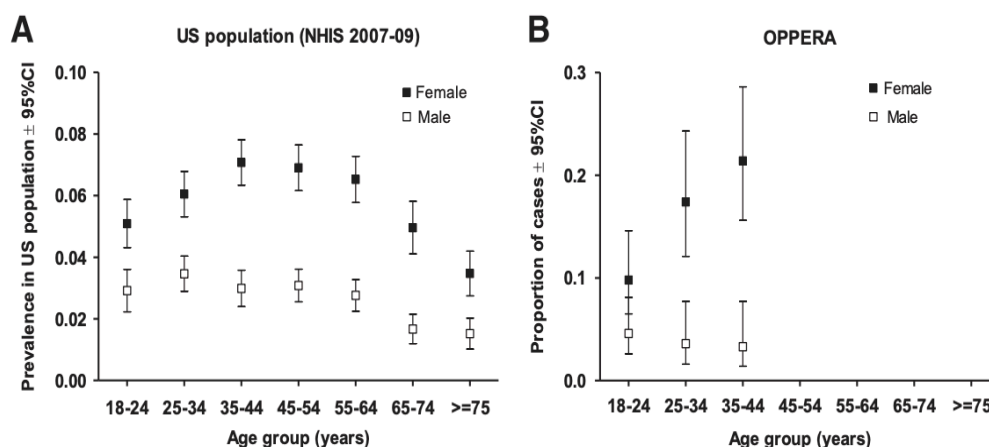 A
US population (NHIS 2007-09)
Prevalence in US population ± 95%CI
0.10
0.08
0.06
0.04
0.02
0.00
Female
Male
18-24 25-34 35-44 45-54 55-64 65-74 >=75
Age group (years)
B
OPPERA
Proportion of cases ± 95%CI
0.3
0.2
0.1
0.0
Female
Male
18-24 25-34 35-44 45-54 55-64 65-74 >=75
Age group (years)